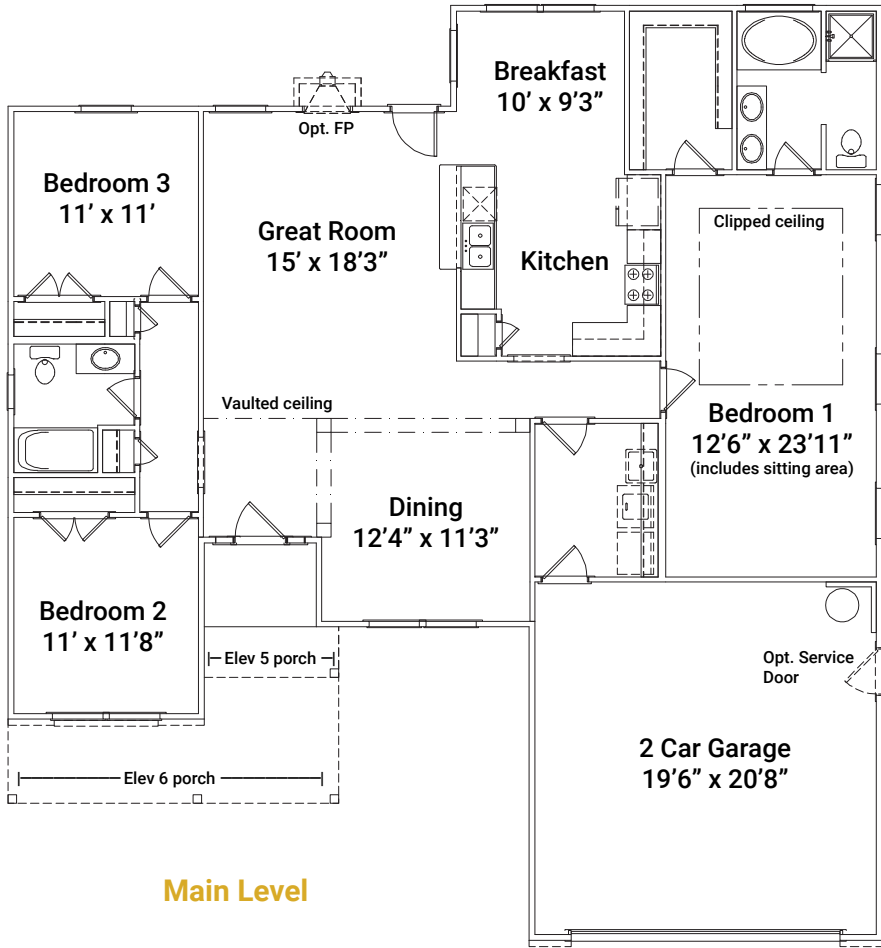 Breakfast
10’ x 9’3”
Opt. FP
Bedroom 3
11’ x 11’
Great Room
15’ x 18’3”
Kitchen
Clipped ceiling
Vaulted ceiling
Bedroom 1
12’6” x 23’11”
(includes sitting area)
Dining
12’4” x 11’3”
Bedroom 2
11’ x 11’8”
Elev 5 porch
Opt. Service
Door
2 Car Garage
19’6” x 20’8”
Elev 6 porch
Main Level